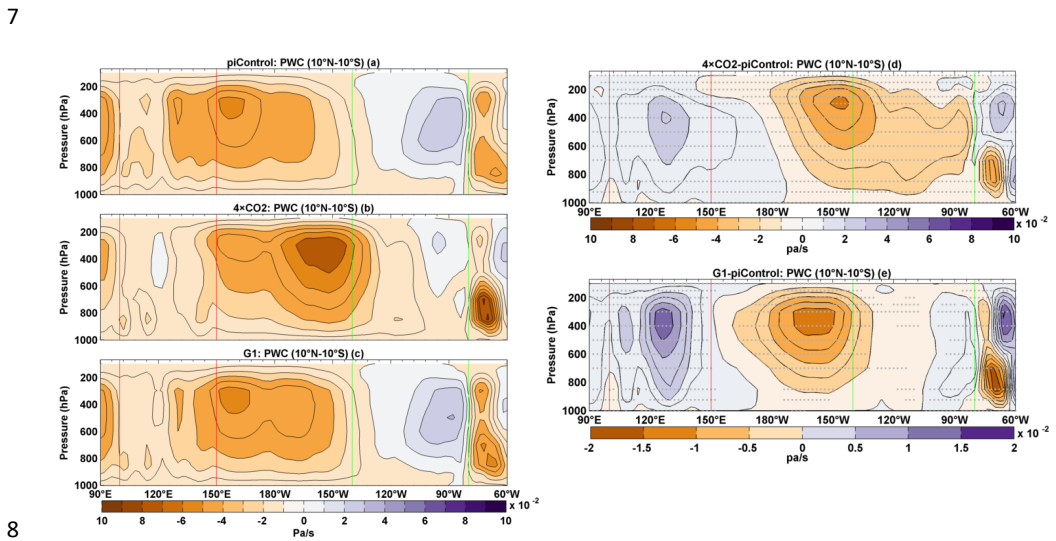 7
piControl: PWC (10°N-10°S) (a)
Pressure (hPa)
200
400
600
800
1000
4×CO2: PWC (10°N-10°S) (b)
Pressure (hPa)
200
400
600
800
1000
G1: PWC (10°N-10°S) (c)
Pressure (hPa)
200
400
600
800
1000
90°E 120°E 150°E 180°W 150°W 120°W 90°W 60°W
10 8 -6 -4 -2 0 2 4 6 8 10 x 10 -2
Pa/s
4×CO2-piControl: PWC (10°N-10°S) (d)
Pressure (hPa)
200
400
600
800
1000
90°E 120°E 150°E 180°W 150°W 120°W 90°W 60°W
10 8 -6 -4 -2 0 2 4 6 8 10 x 10 -2
pa/s
G1-piControl: PWC (10°N-10°S) (e)
Pressure (hPa)
200
400
600
800
1000
90°E 120°E 150°E 180°W 150°W 120°W 90°W 60°W
-2 -1.5 -1 -0.5 0 0.5 1 1.5 2 x 10 -2
pa/s
8